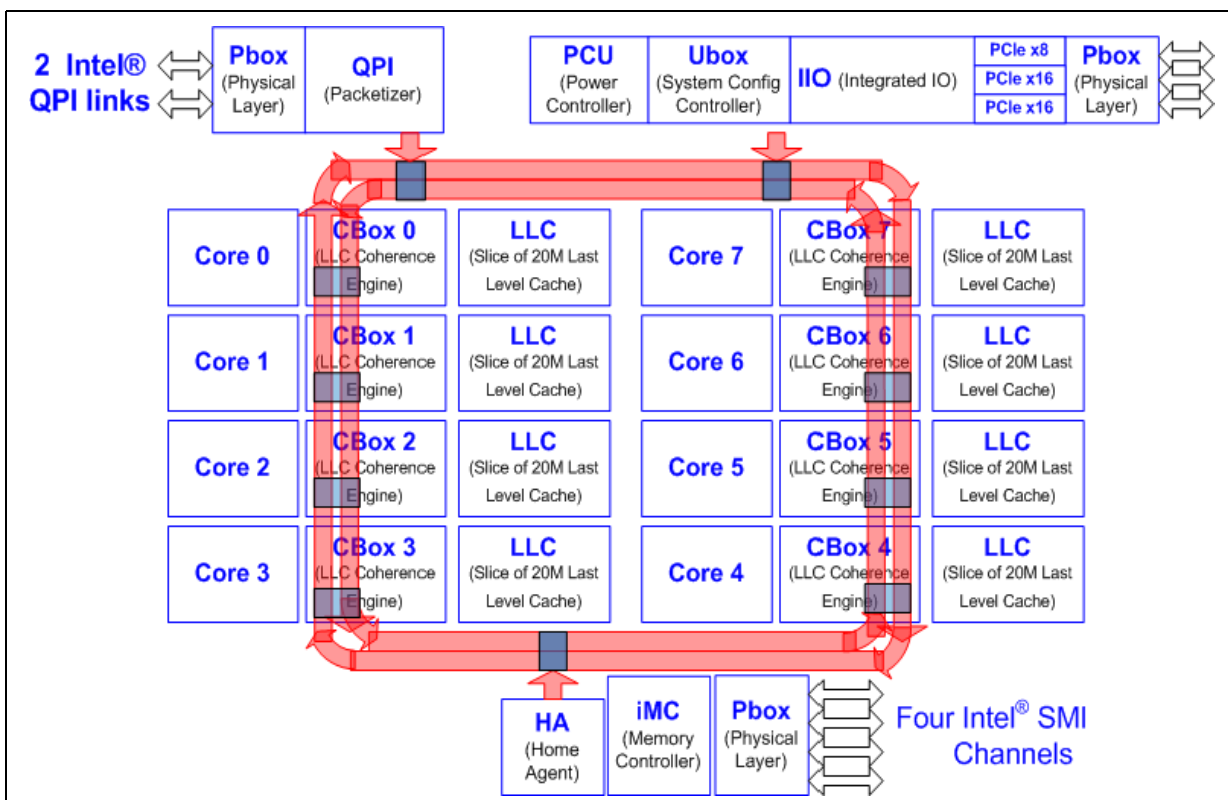 2 Intel®
QPI links
Pbox
(Physical
Layer)
QPI
(Packetizer)
PCU
(Power
Controller)
Ubox
(System Config
Controller)
IIO (Integrated IO)
PCIe x8
PCIe x16
PCIe x16
Pbox
(Physical
Layer)
Core 0
CBox 0
(LLC Coherence
Engine)
LLC
(Slice of 20M Last
Level Cache)
Core 7
CBox 7
(LLC Coherence
Engine)
LLC
(Slice of 20M Last
Level Cache)
Core 1
CBox 1
(LLC Coherence
Engine)
LLC
(Slice of 20M Last
Level Cache)
Core 6
CBox 6
(LLC Coherence
Engine)
LLC
(Slice of 20M Last
Level Cache)
Core 2
CBox 2
(LLC Coherence
Engine)
LLC
(Slice of 20M Last
Level Cache)
Core 5
CBox 5
(LLC Coherence
Engine)
LLC
(Slice of 20M Last
Level Cache)
Core 3
CBox 3
(LLC Coherence
Engine)
LLC
(Slice of 20M Last
Level Cache)
Core 4
CBox 4
(LLC Coherence
Engine)
LLC
(Slice of 20M Last
Level Cache)
HA
(Home
Agent)
iMC
(Memory
Controller)
Pbox
(Physical
Layer)
Four Intel® SMI
Channels